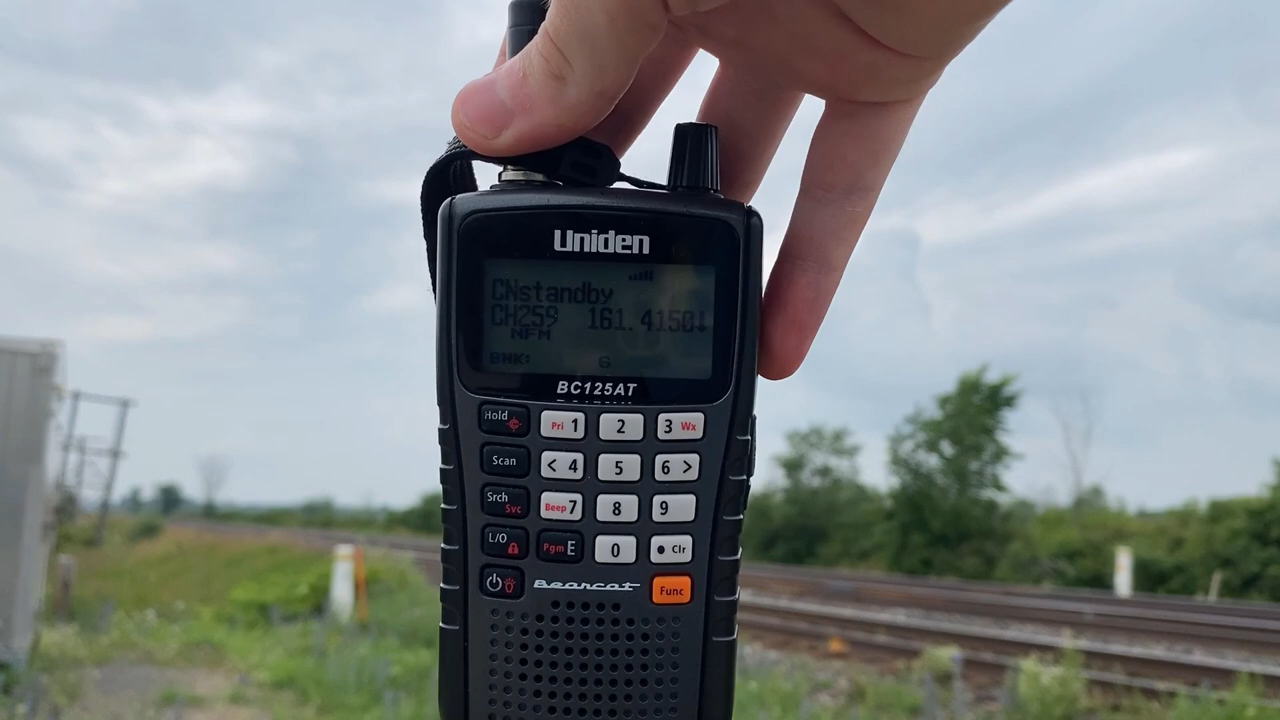 Uniden
CNstandby
CH259 161.4150↓
NFM
BNK: 6
BC125AT
Hold Pri 1 2 3 Wx
Scan < 4 5 6 >
Srch Svc Beep 7 8 9
L/O Pgm E 0 • Clr
Bearcat Func